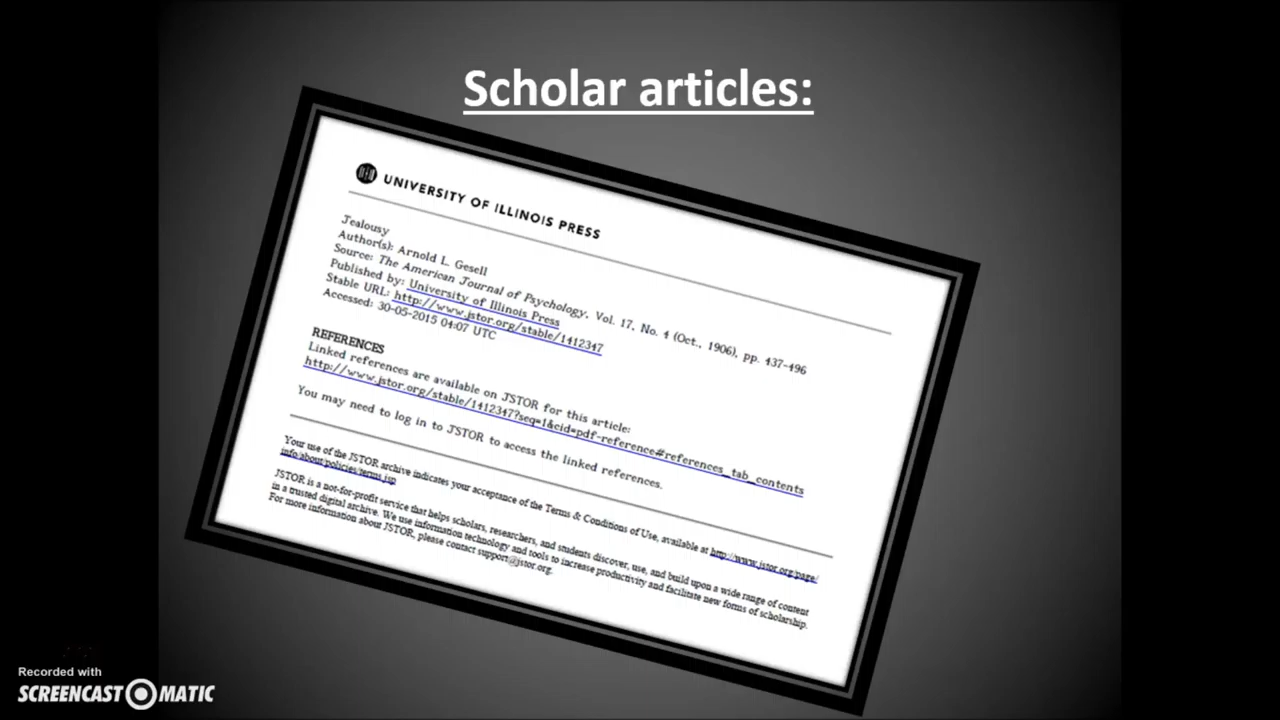 Scholar articles:
UNIVERSITY OF ILLINOIS PRESS
Jealousy
Author(s): Arnold L. Gesell
Source: The American Journal of Psychology, Vol. 17, No. 4 (Oct., 1906), pp. 437-496
Published by: University of Illinois Press
Stable URL: http://www.jstor.org/stable/1412347
Accessed: 30-05-2015 04:07 UTC
REFERENCES
Linked references are available on JSTOR for this article:
http://www.jstor.org/stable/1412347?seq=1&cid=pdf-reference#references_tab_contents
You may need to log in to JSTOR to access the linked references.
Your use of the JSTOR archive indicates your acceptance of the Terms & Conditions of Use, available at http://www.jstor.org/page/
info/about/policies/terms.jsp
JSTOR is a not-for-profit service that helps scholars, researchers, and students discover, use, and build upon a wide range of content
in a trusted digital archive. We use information technology and tools to increase productivity and facilitate new forms of scholarship.
For more information about JSTOR, please contact support@jstor.org.
Recorded with
SCREENCAST MATIC